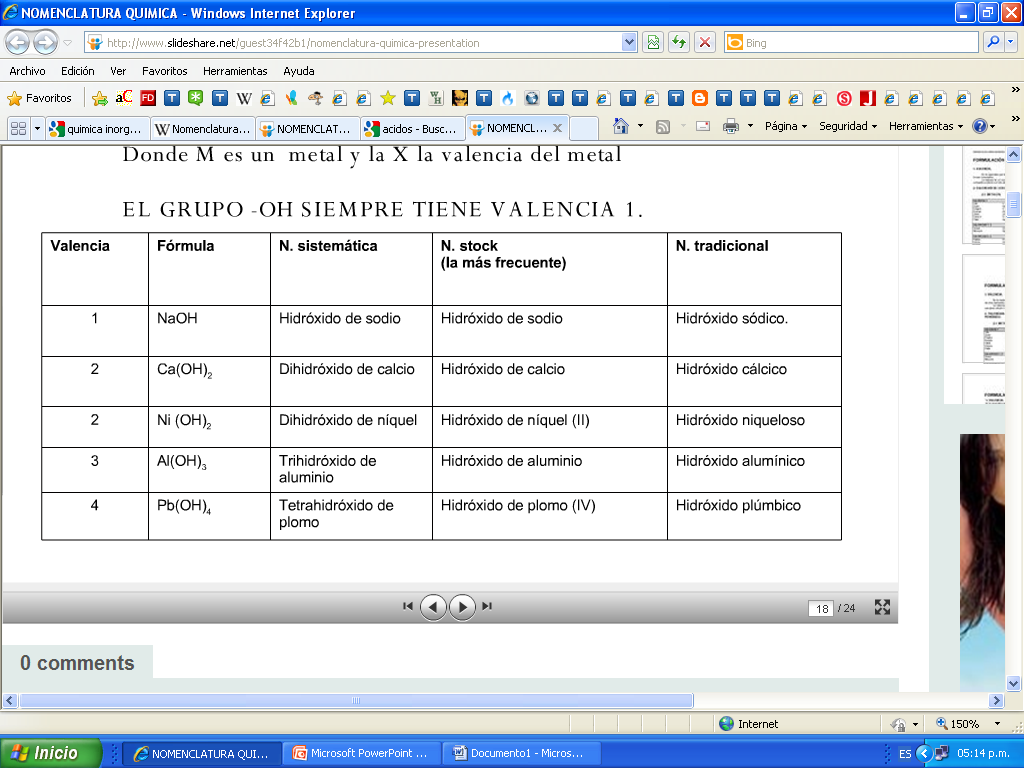 NOMENCLATURA QUIMICA - Windows Internet Explorer
http://www.slideshare.net/guest34f42b1/nomenclatura-quimica-presentation
Bing
Archivo Edición Ver Favoritos Herramientas Ayuda
Favoritos
quimica inorg... Nomenclatura... NOMENCLAT... acidos - Busc... NOMENCL...
Página Seguridad Herramientas
Donde M es un metal y la X la valencia del metal
EL GRUPO -OH SIEMPRE TIENE VALENCIA 1.
Valencia Fórmula N. sistemática N. stock N. tradicional
(la más frecuente)
1 NaOH Hidróxido de sodio Hidróxido de sodio Hidróxido sódico.
2 Ca(OH)2 Dihidróxido de calcio Hidróxido de calcio Hidróxido cálcico
2 Ni (OH)2 Dihidróxido de níquel Hidróxido de níquel (II) Hidróxido niqueloso
3 Al(OH)3 Trihidróxido de Hidróxido de aluminio Hidróxido alumínico
aluminio
4 Pb(OH)4 Tetrahidróxido de Hidróxido de plomo (IV) Hidróxido plúmbico
plomo
18 / 24
0 comments
Internet 150%
Inicio NOMENCLATURA QUI... Microsoft PowerPoint ... Documento1 - Micros... ES 05:14 p.m.